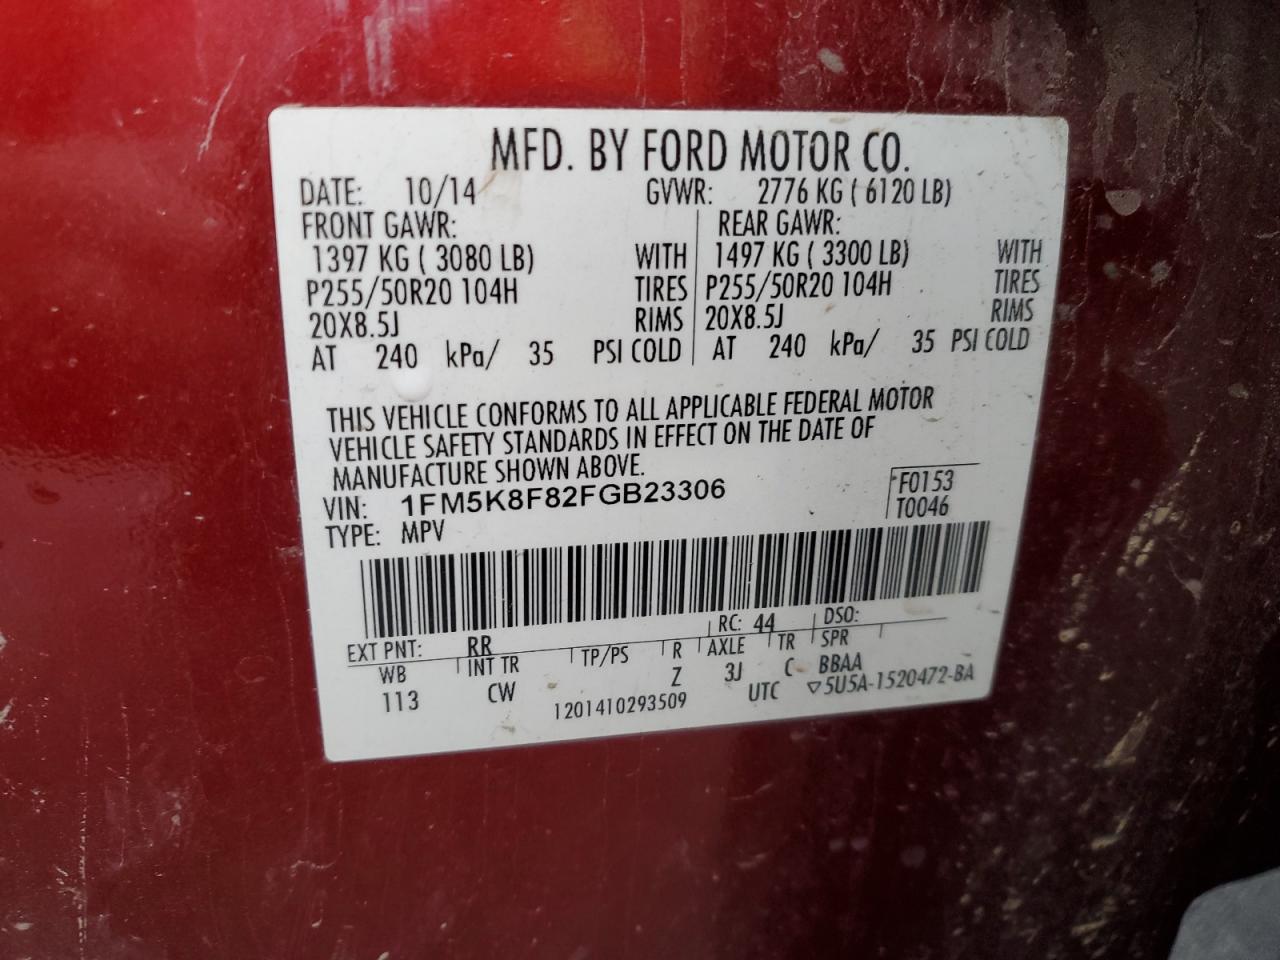 MFD. BY FORD MOTOR CO.
DATE: 10/14 GVWR: 2776 KG ( 6120 LB)
FRONT GAWR: REAR GAWR:
1397 KG ( 3080 LB) WITH 1497 KG ( 3300 LB) WITH
P255/50R20 104H TIRES P255/50R20 104H TIRES
20X8.5J RIMS 20X8.5J RIMS
AT 240 kPa/ 35 PSI COLD AT 240 kPa/ 35 PSI COLD
THIS VEHICLE CONFORMS TO ALL APPLICABLE FEDERAL MOTOR
VEHICLE SAFETY STANDARDS IN EFFECT ON THE DATE OF
MANUFACTURE SHOWN ABOVE.
VIN: 1FM5K8F82FGB23306 F0153
TYPE: MPV T0046
EXT PNT: RR RC: 44 DSO:
WB INT TR TP/PS R AXLE TR SPR
113 CW Z 3J C BBAA
1201410293509 UTC ▽5U5A-1520472-BA